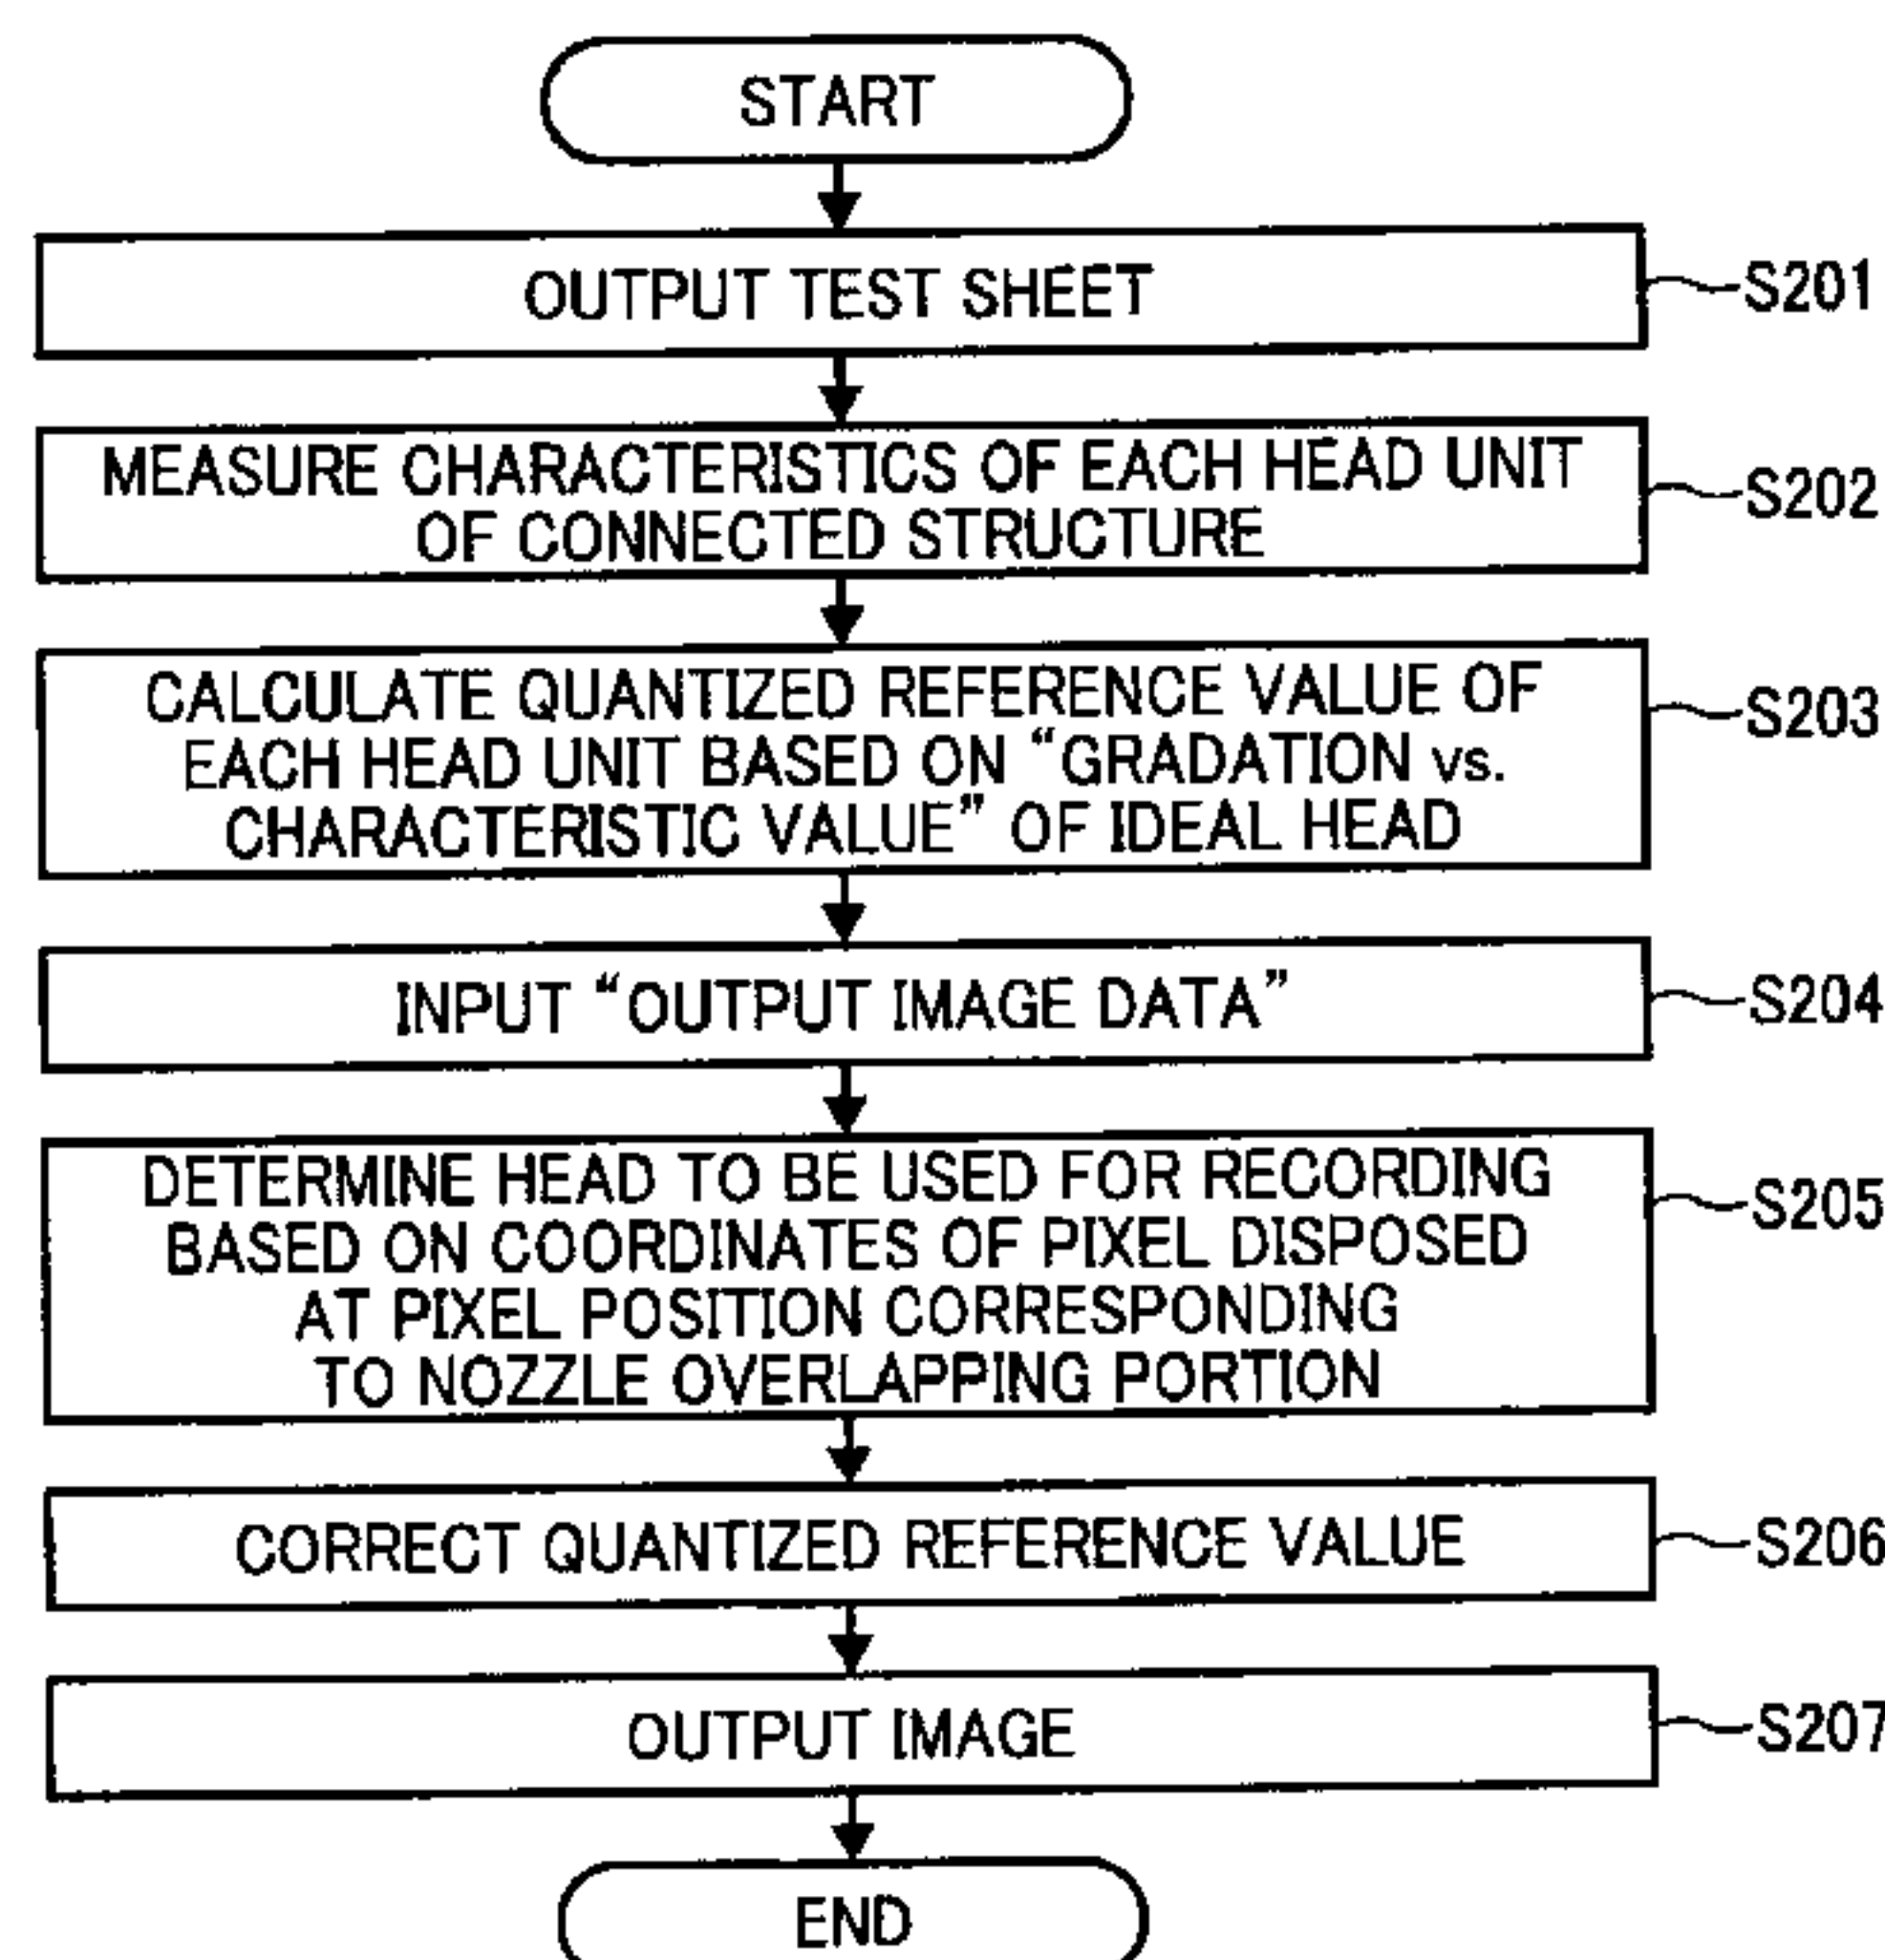 START
OUTPUT TEST SHEET
S201
MEASURE CHARACTERISTICS OF EACH HEAD UNIT
OF CONNECTED STRUCTURE
S202
CALCULATE QUANTIZED REFERENCE VALUE OF
EACH HEAD UNIT BASED ON “GRADATION vs.
CHARACTERISTIC VALUE” OF IDEAL HEAD
S203
INPUT “OUTPUT IMAGE DATA”
S204
DETERMINE HEAD TO BE USED FOR RECORDING
BASED ON COORDINATES OF PIXEL DISPOSED
AT PIXEL POSITION CORRESPONDING
TO NOZZLE OVERLAPPING PORTION
S205
CORRECT QUANTIZED REFERENCE VALUE
S206
OUTPUT IMAGE
S207
END